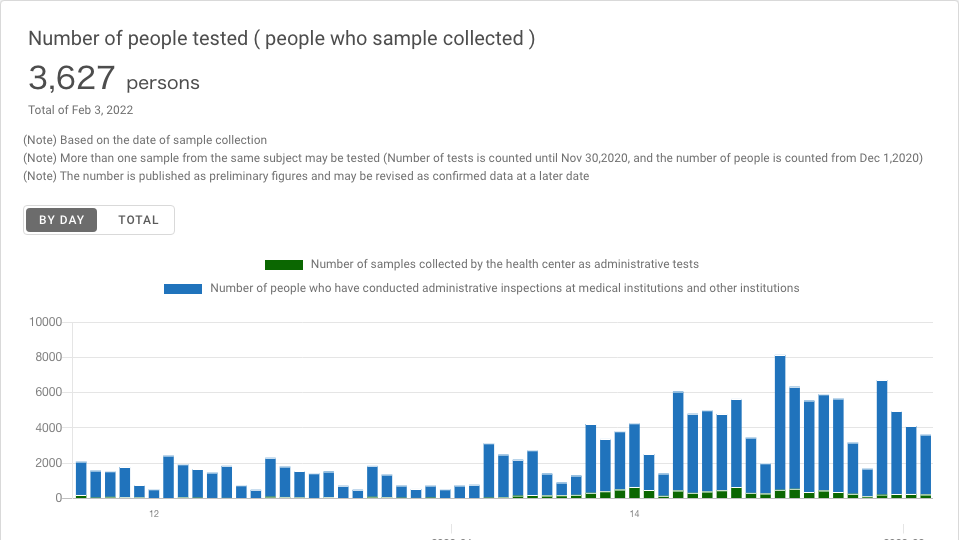 Number of people tested ( people who sample collected )
3,627 persons
Total of Feb 3, 2022
(Note) Based on the date of sample collection
(Note) More than one sample from the same subject may be tested (Number of tests is counted until Nov 30,2020, and the number of people is counted from Dec 1,2020)
(Note) The number is published as preliminary figures and may be revised as confirmed data at a later date
BY DAY TOTAL
Number of samples collected by the health center as administrative tests
Number of people who have conducted administrative inspections at medical institutions and other institutions
10000
8000
6000
4000
2000
0
12 14